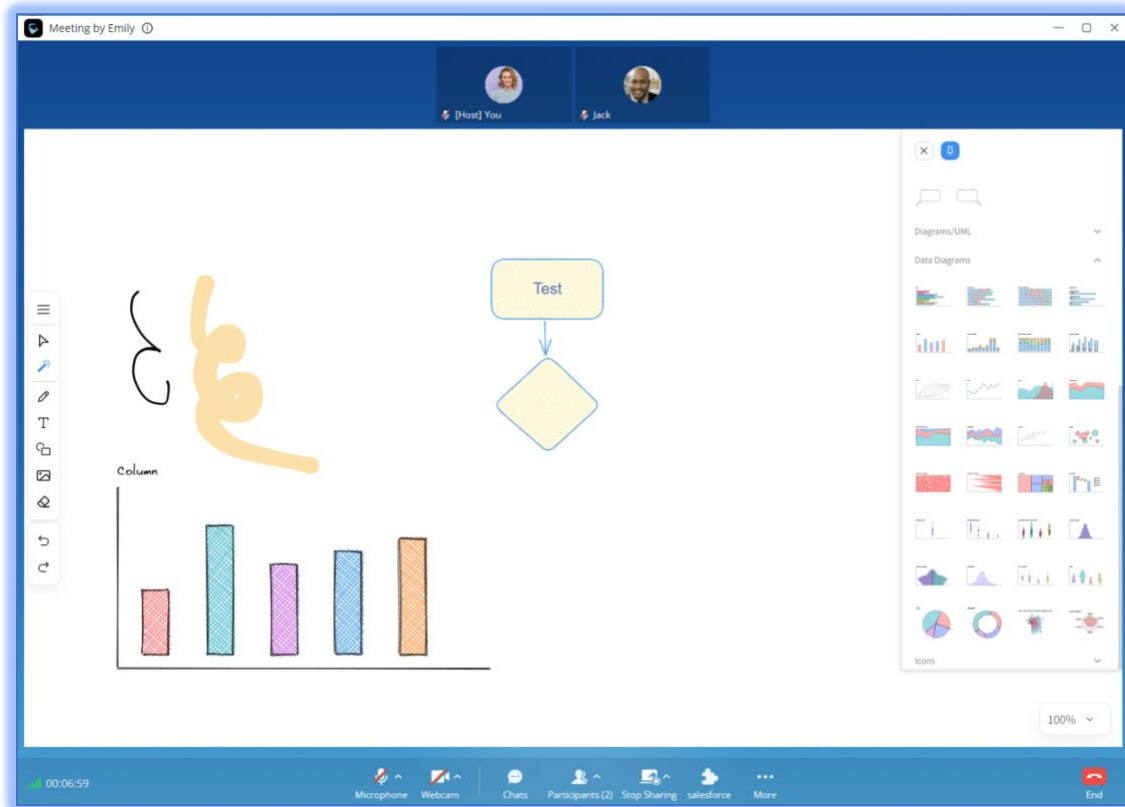 Meeting by Emily
[Host] You
Jack
Diagrams/UML
Data Diagrams
Test
T
Column
Icons
100%
00:06:59
Microphone
Webcam
Chats
Participants (2)
Stop Sharing
salesforce
More
End